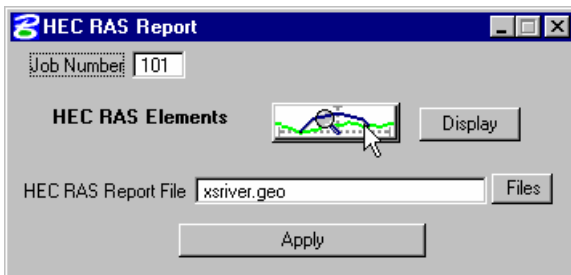 HEC RAS Report
Job Number 101
HEC RAS Elements Display
HEC RAS Report File xsriver.geo Files
Apply